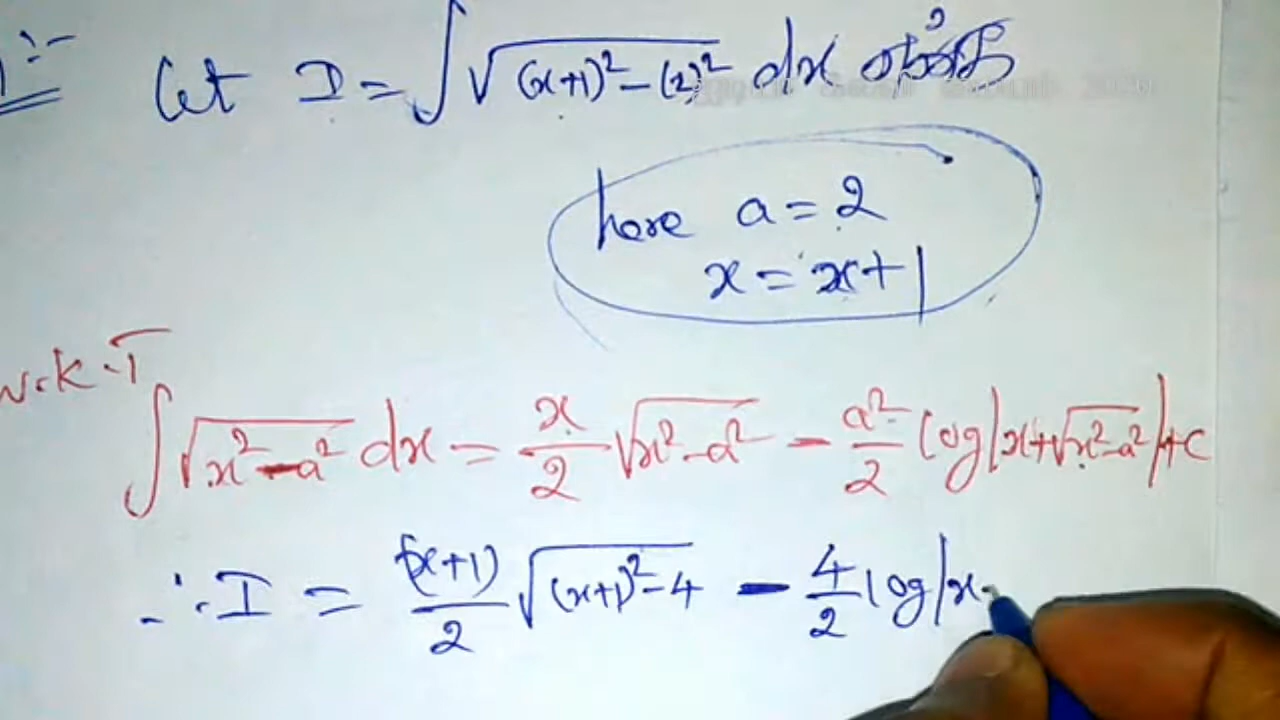 Let I = ∫√(x+1)² – (2)² dx என்க
here a = 2
x = x+1
W.K.T
∫√x² – a² dx = x/2 √x² – a² – a²/2 log|x+√x² – a²|+c
∴ I = (x+1)/2 √(x+1)² – 4 – 4/2 log|x